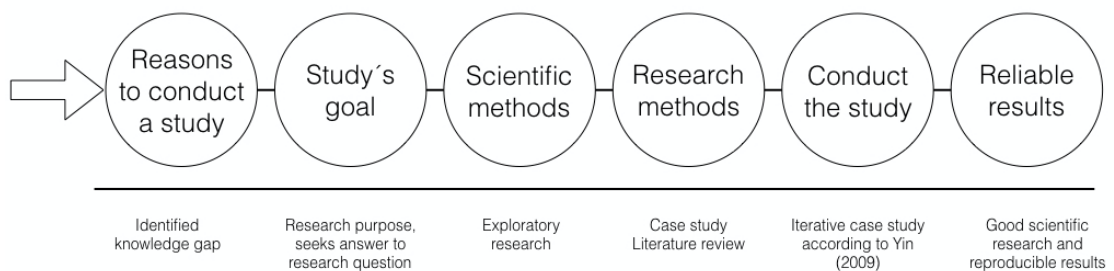 Reasons
to conduct
a study
Study´s
goal
Scientific
methods
Research
methods
Conduct
the study
Reliable
results
Identified
knowledge gap
Research purpose,
seeks answer to
research question
Exploratory
research
Case study
Literature review
Iterative case study
according to Yin
(2009)
Good scientific
research and
reproducible results